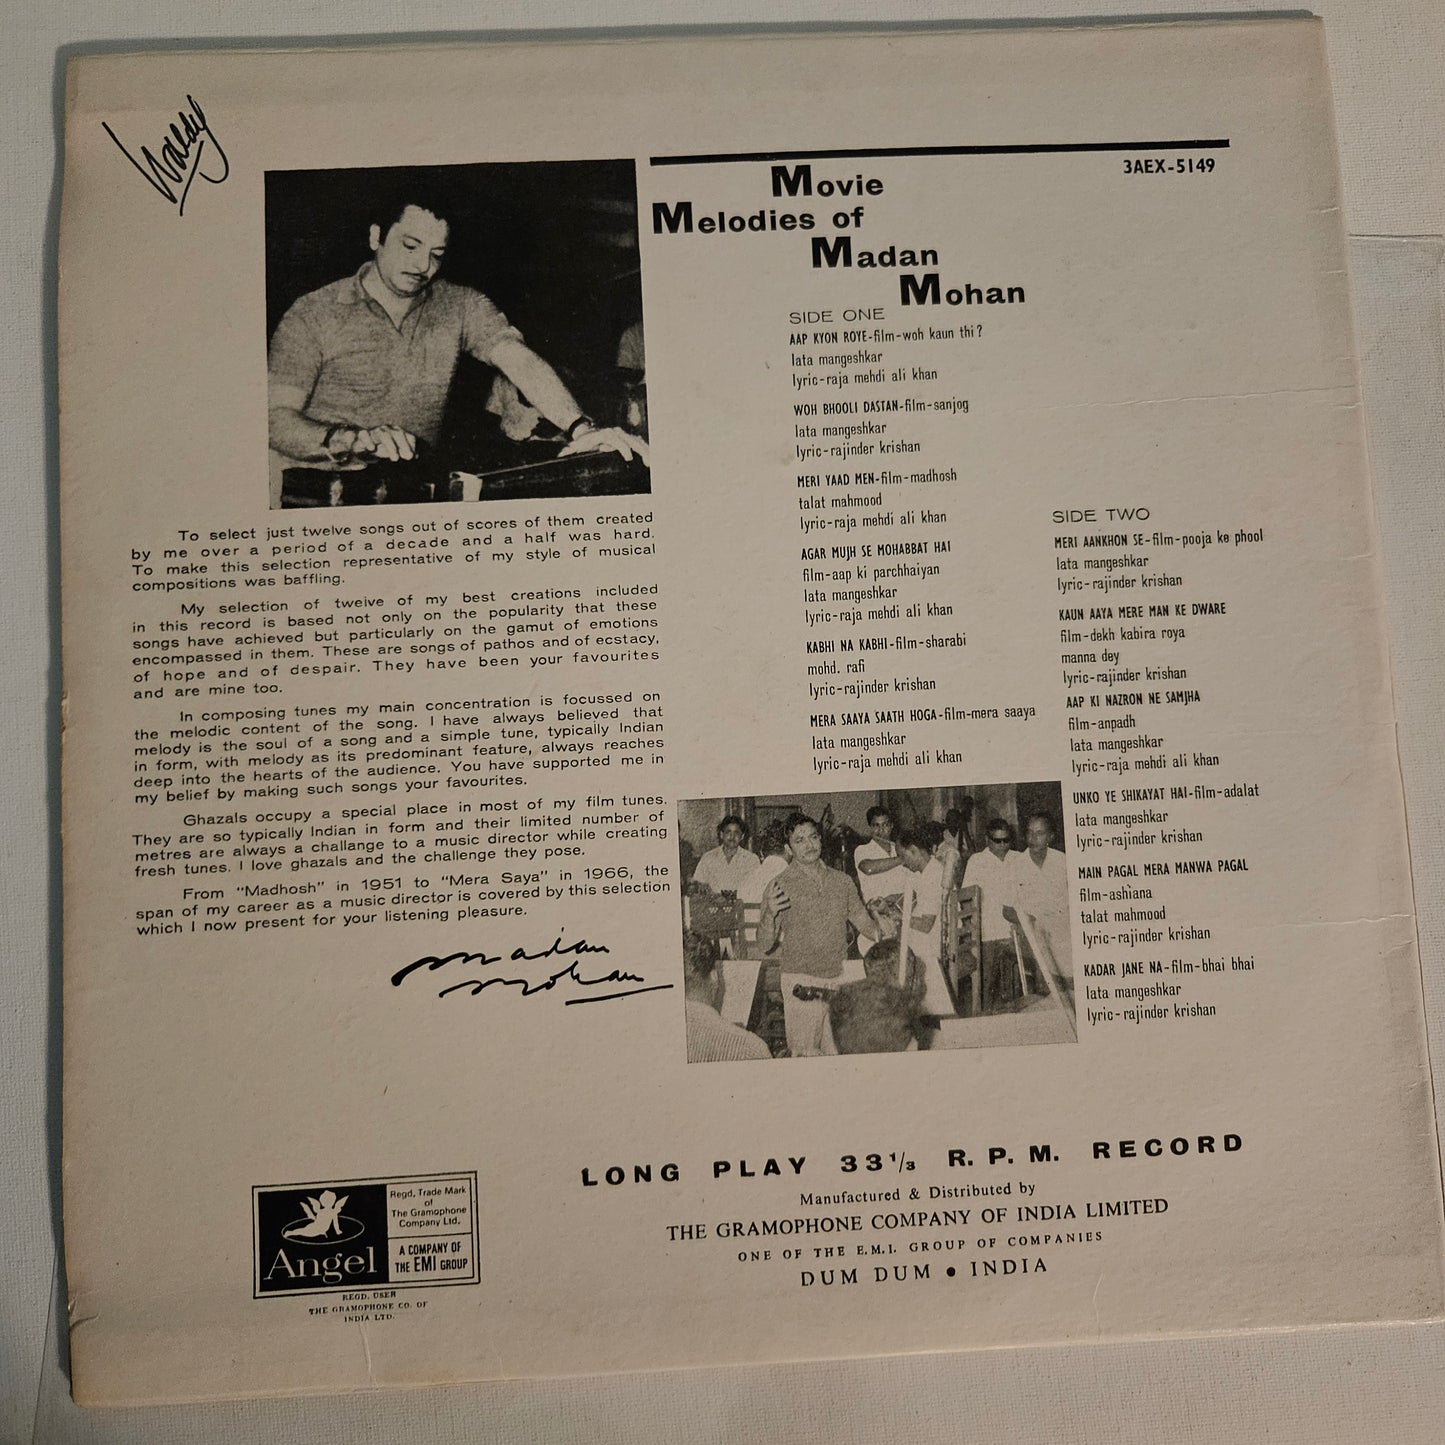 3AEX-5149
Movie
Melodies of
Madan
Mohan
To select just twelve songs out of scores of them created
by me over a period of a decade and a half was hard.
To make this selection representative of my style of musical
compositions was baffling.
My selection of twelve of my best creations included
in this record is based not only on the popularity that these
songs have achieved but particularly on the gamut of emotions
encompassed in them. These are songs of pathos and of ecstacy,
of hope and of despair. They have been your favourites
and are mine too.
In composing tunes my main concentration is focussed on
the melodic content of the song. I have always believed that
melody is the soul of a song and a simple tune, typically Indian
in form, with melody as its predominant feature, always reaches
deep into the hearts of the audience. You have supported me in
my belief by making such songs your favourites.
Ghazals occupy a special place in most of my film tunes.
They are so typically Indian in form and their limited number of
metres are always a challange to a music director while creating
fresh tunes. I love ghazals and the challenge they pose.
From "Madhosh" in 1951 to "Mera Saya" in 1966, the
span of my career as a music director is covered by this selection
which I now present for your listening pleasure.
madan
mohan
SIDE ONE
AAP KYON ROYE-film-woh kaun thi?
lata mangeshkar
lyric-raja mehdi ali khan
WOH BHOOLI DASTAN-film-sanjog
lata mangeshkar
lyric-rajinder krishan
MERI YAAD MEN-film-madhosh
talat mahmood
lyric-raja mehdi ali khan
AGAR MUJH SE MOHABBAT HAI
film-aap ki parchhaiyan
lata mangeshkar
lyric-raja mehdi ali khan
KABHI NA KABHI-film-sharabi
mohd. rafi
lyric-rajinder krishan
MERA SAAYA SAATH HOGA-film-mera saaya
lata mangeshkar
lyric-raja mehdi ali khan
SIDE TWO
MERI AANKHON SE-film-pooja ke phool
lata mangeshkar
lyric-rajinder krishan
KAUN AAYA MERE MAN KE DWARE
film-dekh kabira roya
manna dey
lyric-rajinder krishan
AAP KI NAZRON NE SAMJHA
film-anpadh
lata mangeshkar
lyric-raja mehdi ali khan
UNKO YE SHIKAYAT HAI-film-adalat
lata mangeshkar
lyric-rajinder krishan
MAIN PAGAL MERA MANWA PAGAL
film-ashiana
talat mahmood
lyric-rajinder krishan
KADAR JANE NA-film-bhai bhai
lata mangeshkar
lyric-rajinder krishan
LONG PLAY 33 1/3 R. P. M. RECORD
Manufactured & Distributed by
THE GRAMOPHONE COMPANY OF INDIA LIMITED
ONE OF THE E.M.I. GROUP OF COMPANIES
DUM DUM ● INDIA
Angel
Regd. Trade Mark
of
The Gramophone
Company Ltd.
A COMPANY OF
THE EMI GROUP
REGD. USER
THE GRAMOPHONE CO. OF
INDIA LTD.